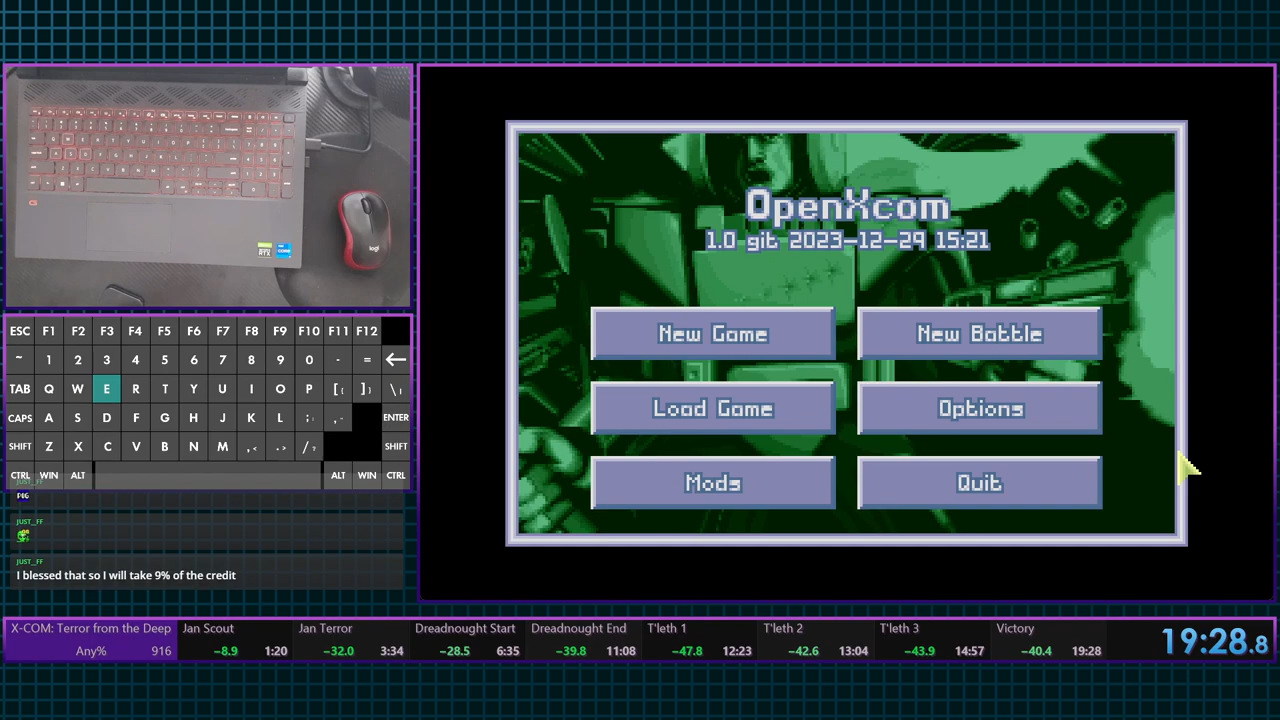 OpenXcom
1.0 git 2023-12-29 15:21
New Game
New Battle
Load Game
Options
Mods
Quit
logi
RTX
ESC F1 F2 F3 F4 F5 F6 F7 F8 F9 F10 F11 F12
~ 1 2 3 4 5 6 7 8 9 0 - = ←
TAB Q W E R T Y U I O P [{ ]} \|
CAPS A S D F G H J K L ;: ,- ENTER
SHIFT Z X C V B N M ,< .> /? SHIFT
CTRL WIN ALT ALT WIN CTRL
JUST_FF
JUST_FF
JUST_FF
I blessed that so I will take 9% of the credit
X-COM: Terror from the Deep Jan Scout Jan Terror Dreadnought Start Dreadnought End T'leth 1 T'leth 2 T'leth 3 Victory
Any% 916 −8.9 1:20 −32.0 3:34 −28.5 6:35 −39.8 11:08 −47.8 12:23 −42.6 13:04 −43.9 14:57 −40.4 19:28
19:28.8